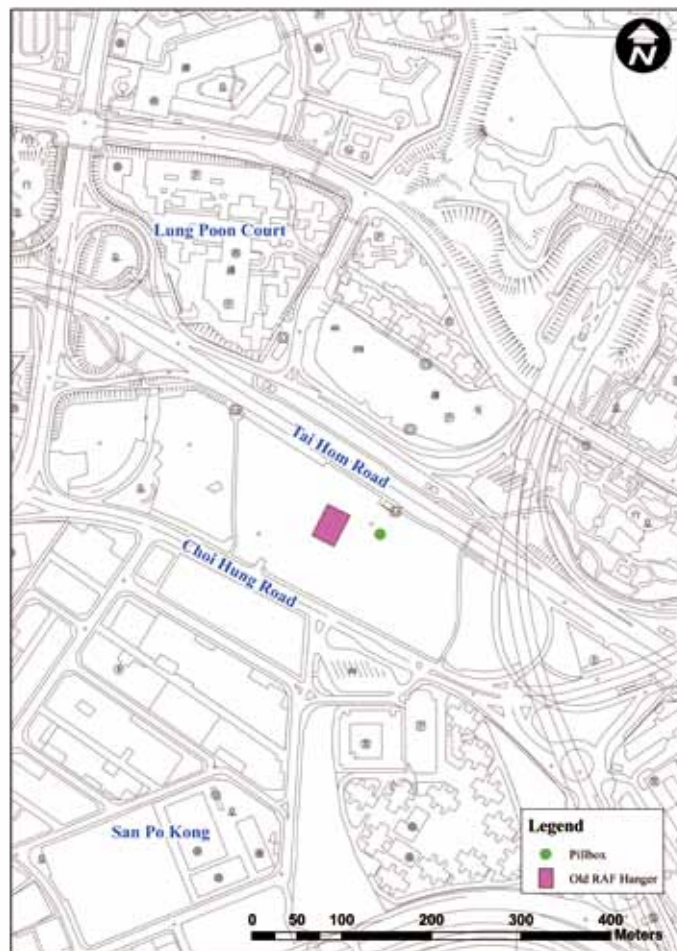 N
Lung Poon Court
Tai Hom Road
Choi Hung Road
San Po Kong
Legend
Pillbox
Old RAF Hanger
0 50 100 200 300 400
Meters